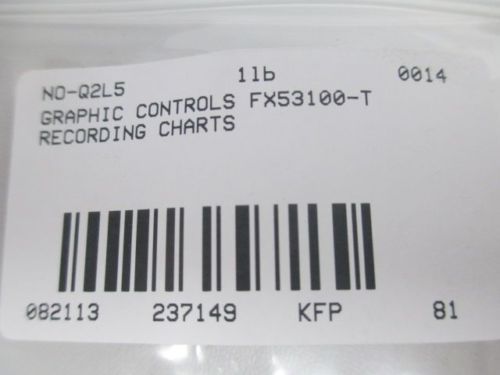 NO-Q2L5 1lb 0014
GRAPHIC CONTROLS FX53100-T
RECORDING CHARTS
082113 237149 KFP 81